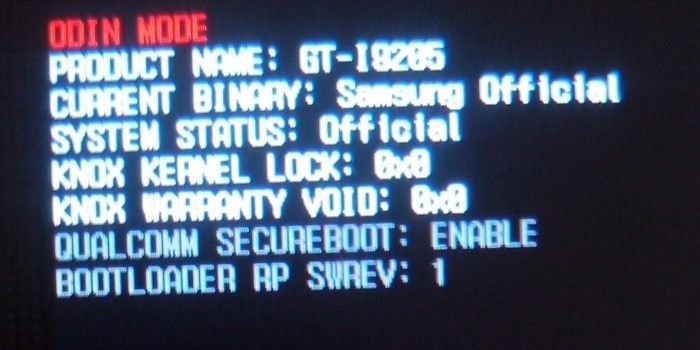 ODIN MODE
PRODUCT NAME: GT-I9205
CURRENT BINARY: Samsung Official
SYSTEM STATUS: Official
KNOX KERNEL LOCK: 0x0
KNOX WARRANTY VOID: 0x0
QUALCOMM SECUREBOOT: ENABLE
BOOTLOADER RP SWREV: 1